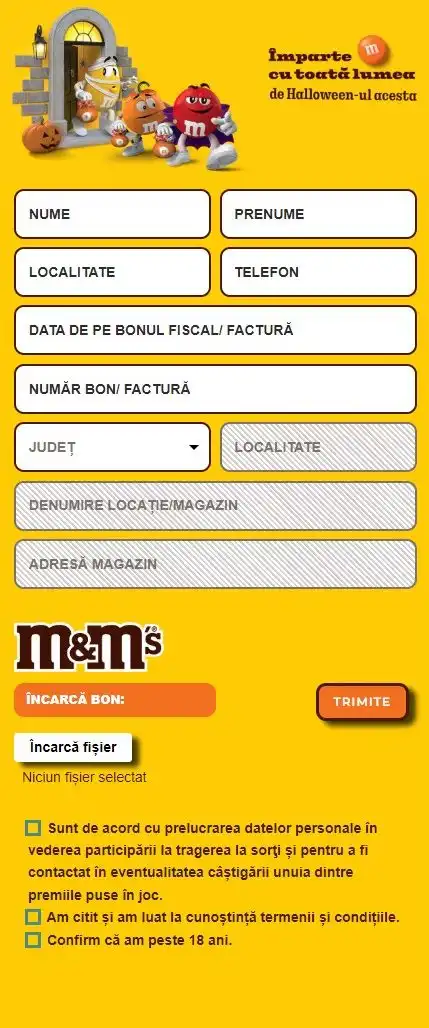 Împarte m
cu toată lumea
de Halloween-ul acesta
NUME
PRENUME
LOCALITATE
TELEFON
DATA DE PE BONUL FISCAL/ FACTURĂ
NUMĂR BON/ FACTURĂ
JUDEȚ
LOCALITATE
DENUMIRE LOCAȚIE/MAGAZIN
ADRESĂ MAGAZIN
m&m's®
ÎNCARCĂ BON:
TRIMITE
Încarcă fișier
Niciun fișier selectat
Sunt de acord cu prelucrarea datelor personale în
vederea participării la tragerea la sorţi și pentru a fi
contactat în eventualitatea câștigării unuia dintre
premiile puse în joc.
Am citit și am luat la cunoștință termenii și condițiile.
Confirm că am peste 18 ani.